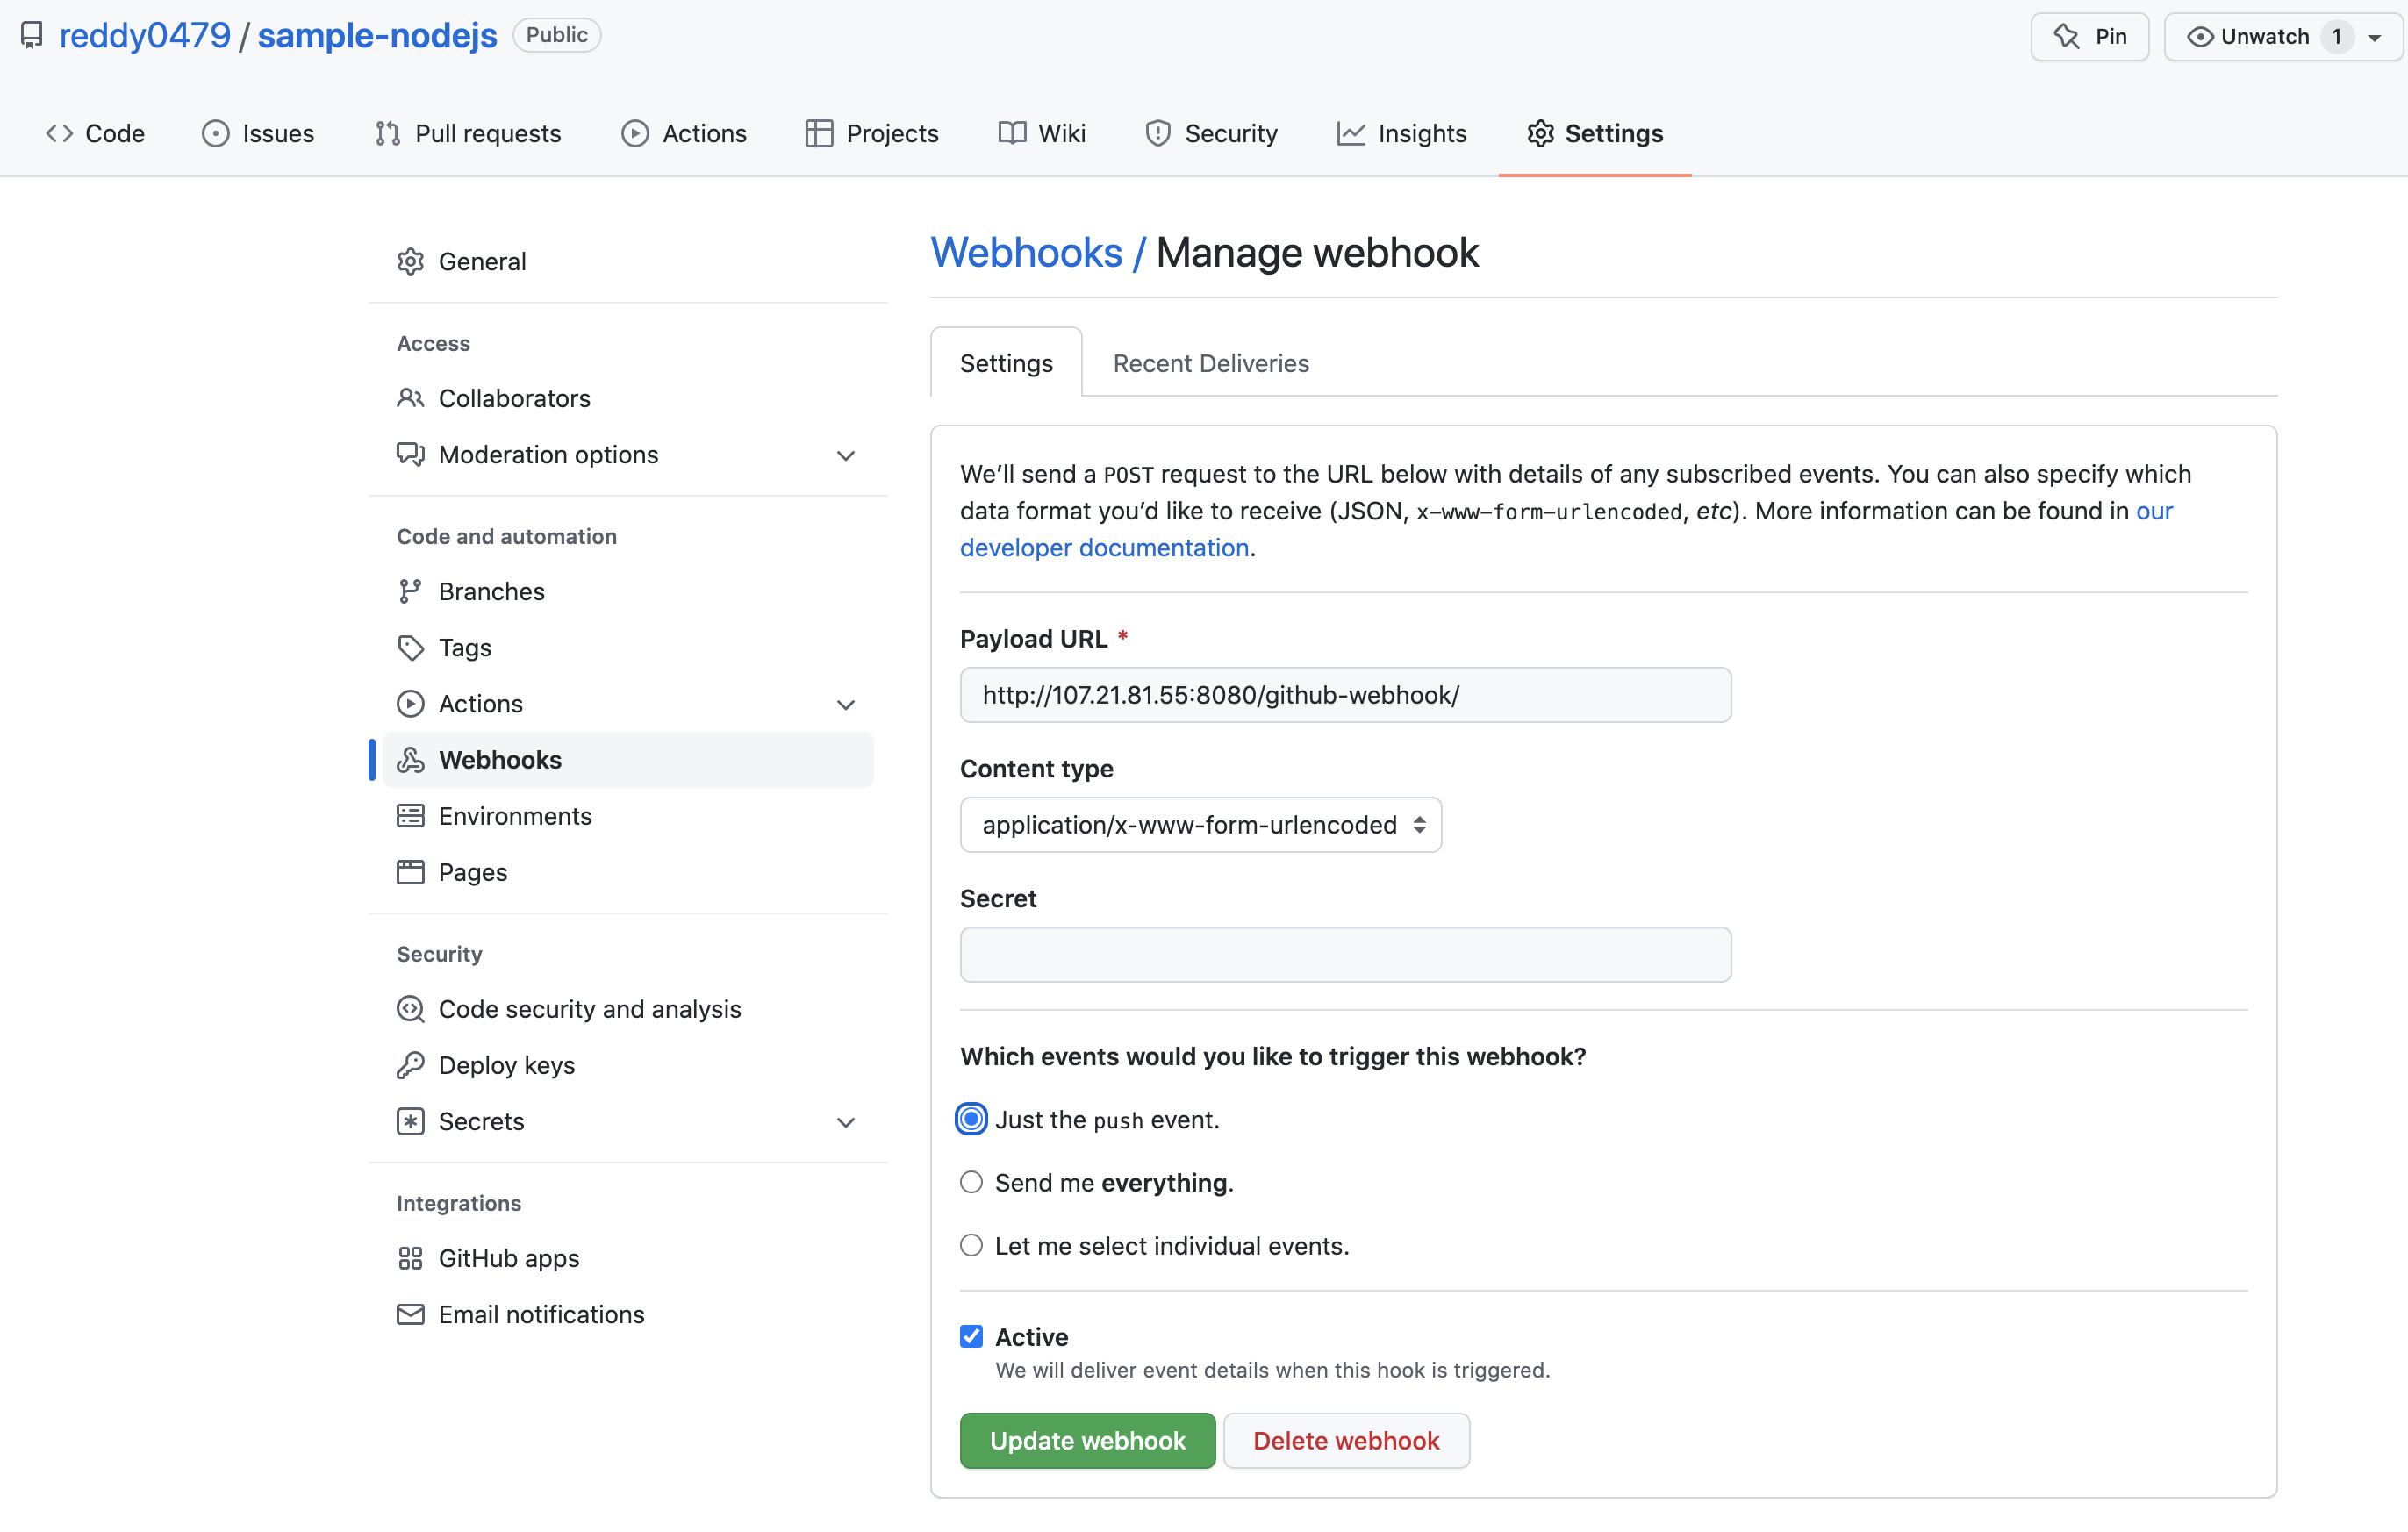 reddy0479 / sample-nodejs Public
Pin
Unwatch 1
Code Issues Pull requests Actions Projects Wiki Security Insights Settings
General
Access
Collaborators
Moderation options
Code and automation
Branches
Tags
Actions
Webhooks
Environments
Pages
Security
Code security and analysis
Deploy keys
Secrets
Integrations
GitHub apps
Email notifications
Webhooks / Manage webhook
Settings Recent Deliveries
We’ll send a POST request to the URL below with details of any subscribed events. You can also specify which
data format you’d like to receive (JSON, x-www-form-urlencoded, etc). More information can be found in our
developer documentation.
Payload URL *
http://107.21.81.55:8080/github-webhook/
Content type
application/x-www-form-urlencoded
Secret
Which events would you like to trigger this webhook?
Just the push event.
Send me everything.
Let me select individual events.
Active
We will deliver event details when this hook is triggered.
Update webhook Delete webhook